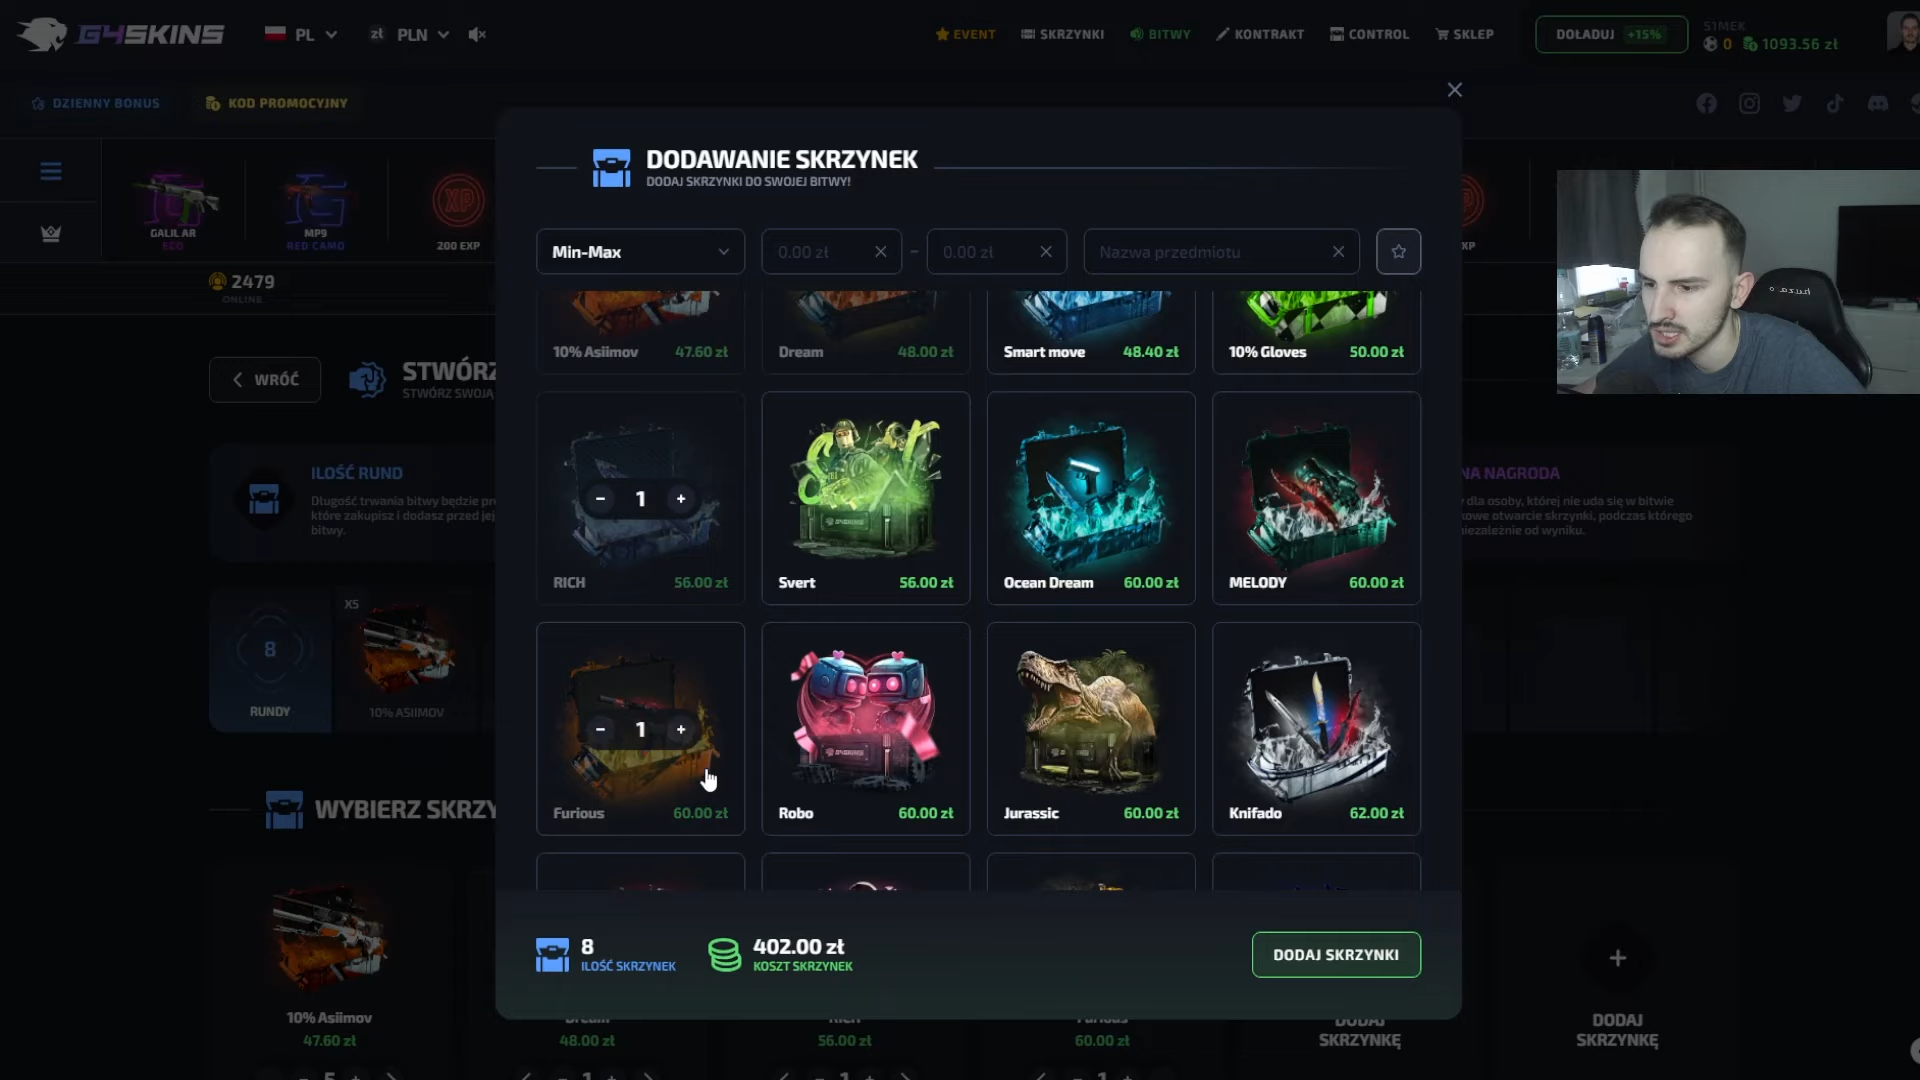 G4SKINS
PL
zł PLN
EVENT
SKRZYNKI
BITWY
KONTRAKT
CONTROL
SKLEP
DOŁADUJ +15%
S1MEK
0 1093.56 zł
DZIENNY BONUS
KOD PROMOCYJNY
DODAWANIE SKRZYNEK
DODAJ SKRZYNKI DO SWOJEJ BITWY!
GALIL AR
ECO
MP9
RED CAMO
XP
200 EXP
XP
2479
ONLINE
Min-Max
0.00 zł
–
0.00 zł
Nazwa przedmiotu
10% Asiimov 47.60 zł
Dream 48.00 zł
Smart move 48.40 zł
10% Gloves 50.00 zł
WRÓĆ
STWÓRZ
STWÓRZ SWOJĄ
ILOŚĆ RUND
Długość trwania bitwy będzie
które zakupisz i dodasz przed jej
bitwy.
NA NAGRODA
dla osoby, której nie uda się w bitwie
kowe otwarcie skrzynki, podczas którego
niezależnie od wyniku.
- 1 +
RICH 56.00 zł
Svert 56.00 zł
Ocean Dream 60.00 zł
MELODY 60.00 zł
8
RUNDY
X5
10% ASIIMOV
- 1 +
Furious 60.00 zł
Robo 60.00 zł
Jurassic 60.00 zł
Knifado 62.00 zł
WYBIERZ SKRZY
8
ILOŚĆ SKRZYNEK
402.00 zł
KOSZT SKRZYNEK
DODAJ SKRZYNKI
10% Asiimov
47.60 zł
- 5 +
Dream
48.00 zł
- 1 +
Rich
56.00 zł
- 1 +
Furious
60.00 zł
- 1 +
DODAJ
SKRZYNKĘ
+
DODAJ
SKRZYNKĘ